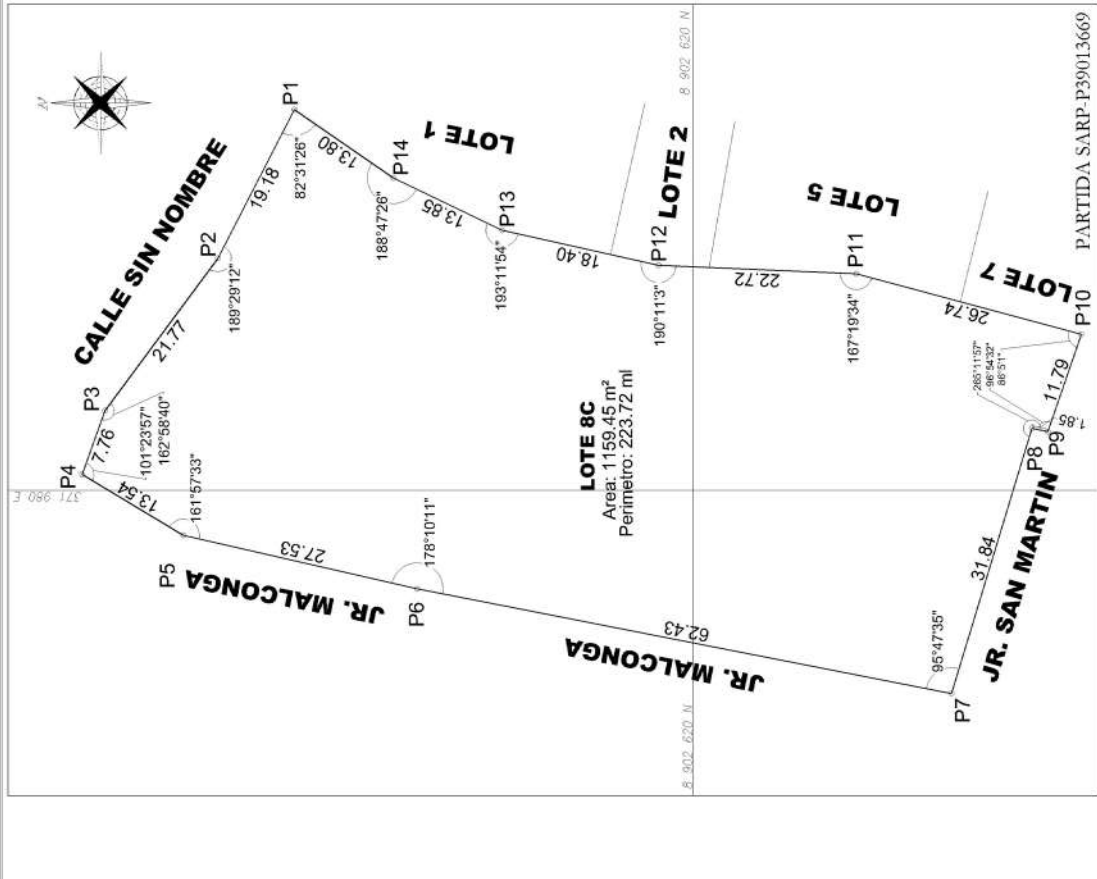 N
CALLE SIN NOMBRE
P1
P2
P3
P4
P5
P6
P7
P8
P9
P10
P11
P12
P13
P14
19.18
21.77
7.76
13.54
27.53
62.43
31.84
1.85
11.79
26.74
22.72
18.40
13.85
13.80
82°31'26"
189°29'12"
162°58'40"
101°23'57"
161°57'33"
178°10'11"
95°47'35"
265°11'57"
96°54'32"
86°5'1"
167°19'34"
190°11'3"
193°11'54"
188°47'26"
LOTE 1
LOTE 2
LOTE 5
LOTE 7
LOTE 8C
Area: 1159.45 m²
Perimetro: 223.72 ml
JR. MALCONGA
JR. MALCONGA
JR. SAN MARTIN
371 980 E
8 902 620 N
8 902 620 N
PARTIDA SARP-P39013669